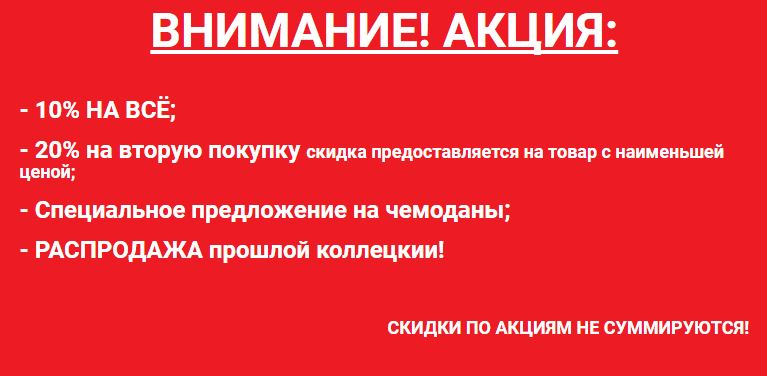 ВНИМАНИЕ! АКЦИЯ:
- 10% НА ВСЁ;
- 20% на вторую покупку скидка предоставляется на товар с наименьшей
ценой;
- Специальное предложение на чемоданы;
- РАСПРОДАЖА прошлой коллецкии!
СКИДКИ ПО АКЦИЯМ НЕ СУММИРУЮТСЯ!